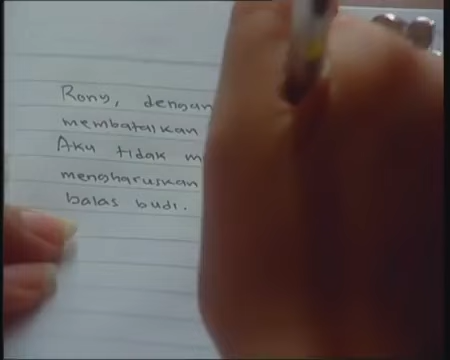 Rony, dengan
membatalkan
Aku tidak m
mengharuskan
balas budi.